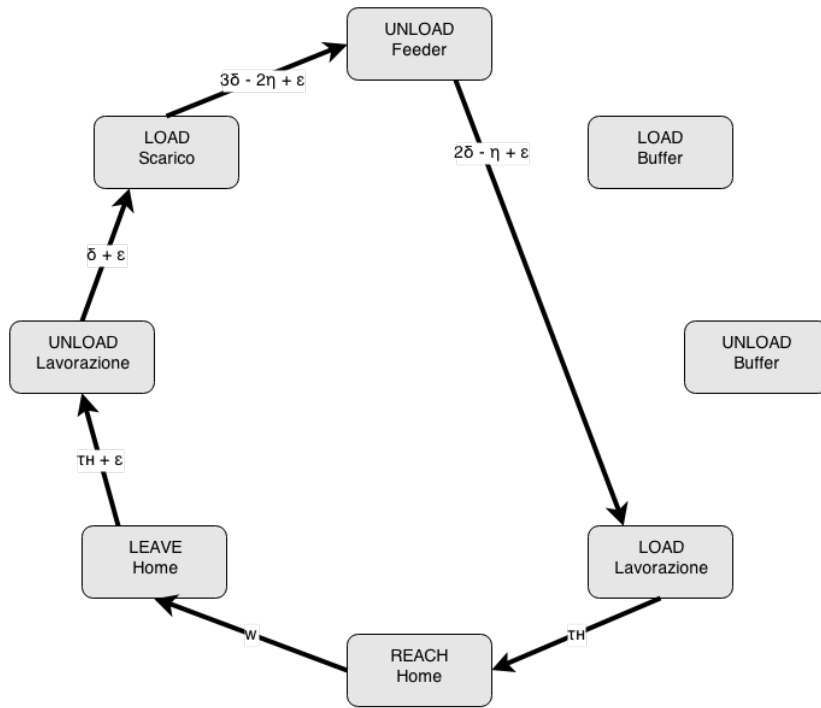 UNLOAD
Feeder
3δ - 2η + ε
LOAD
Scarico
LOAD
Buffer
2δ - η + ε
δ + ε
UNLOAD
Lavorazione
UNLOAD
Buffer
τH + ε
LEAVE
Home
LOAD
Lavorazione
w
τH
REACH
Home